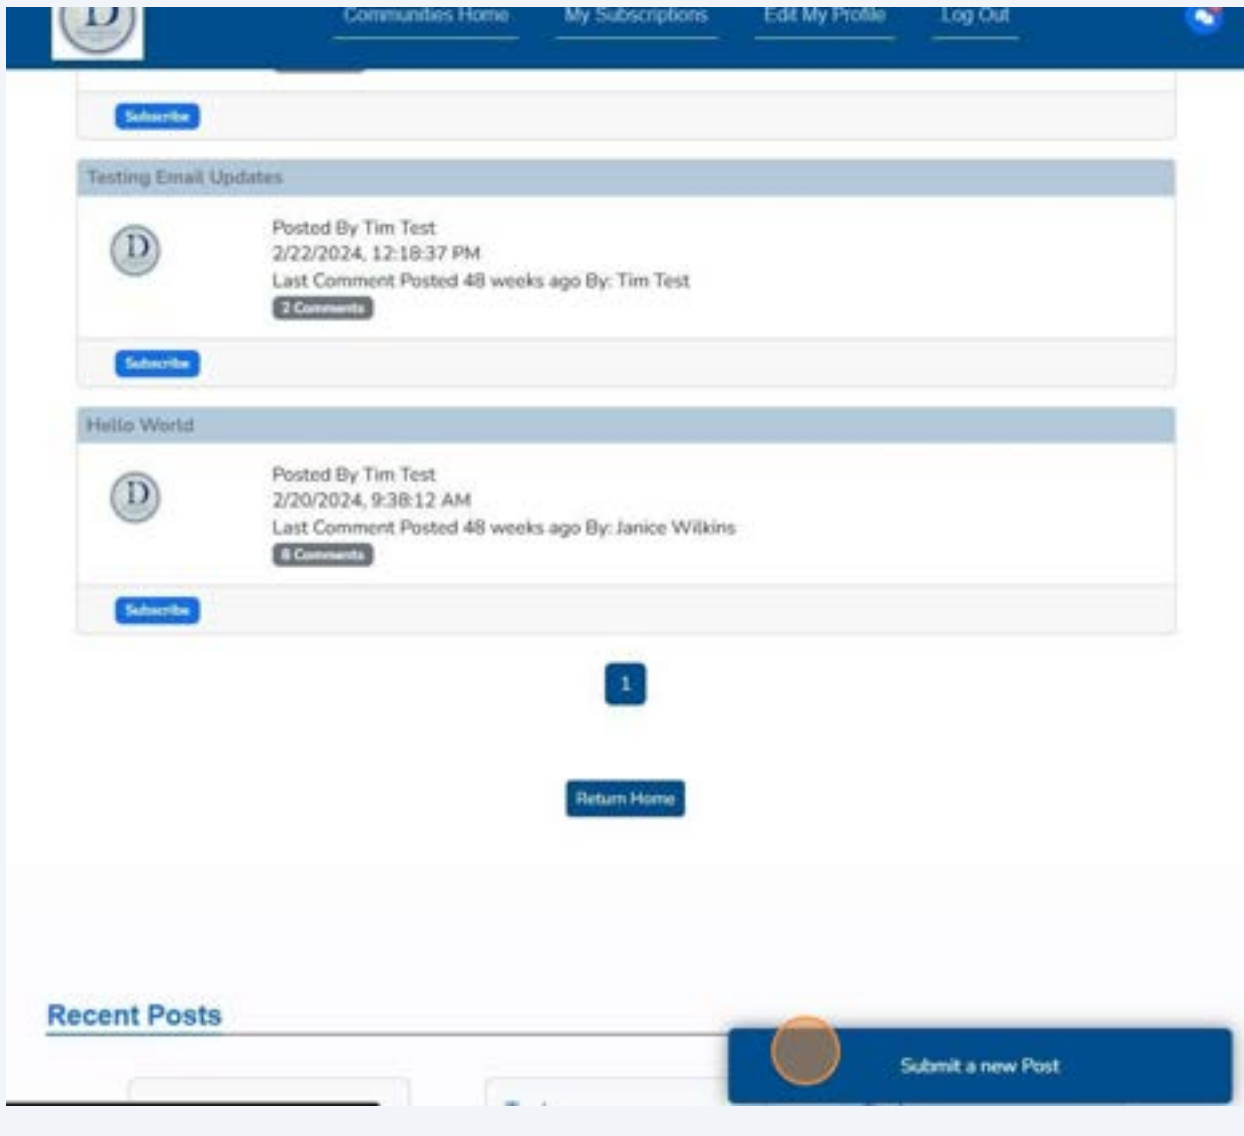 D
Communities Home My Subscriptions Edit My Profile Log Out
Subscribe
Testing Email Updates
D
Posted By Tim Test
2/22/2024, 12:18:37 PM
Last Comment Posted 48 weeks ago By: Tim Test
2 Comments
Subscribe
Hello World
D
Posted By Tim Test
2/20/2024, 9:38:12 AM
Last Comment Posted 48 weeks ago By: Janice Wilkins
8 Comments
Subscribe
1
Return Home
Recent Posts
Submit a new Post